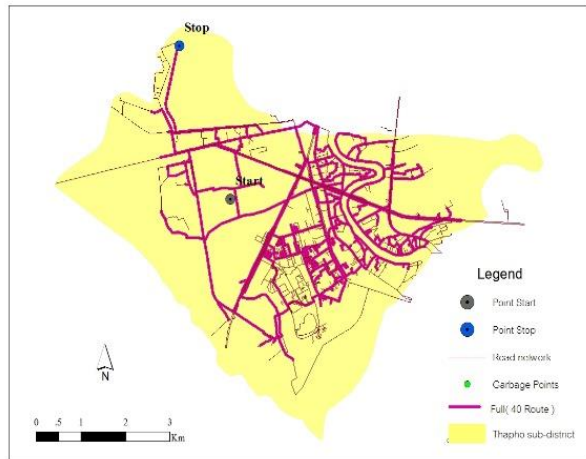 Stop
Start
Legend
Point Start
Point Stop
Road network
Garbage Points
Full( 40 Route )
Thapho sub-district
N
0 .5 1 2 3
Km